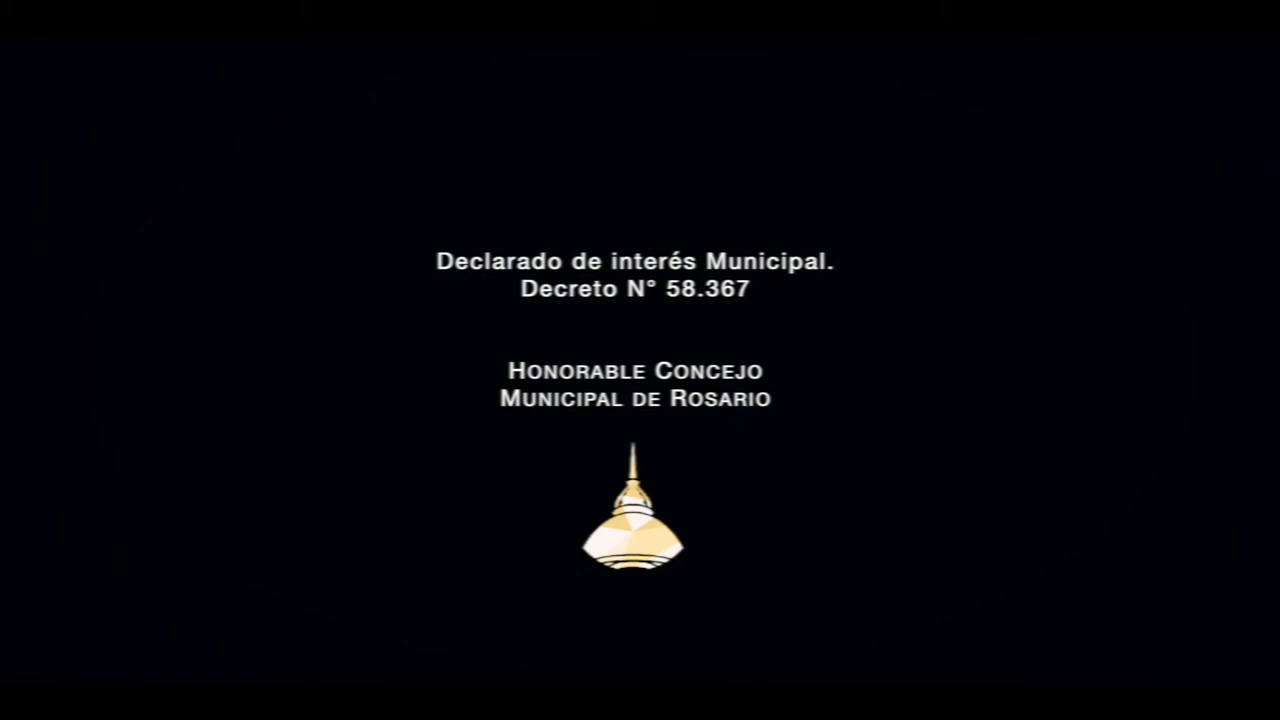 Declarado de interés Municipal.
Decreto N° 58.367
HONORABLE CONCEJO
MUNICIPAL DE ROSARIO